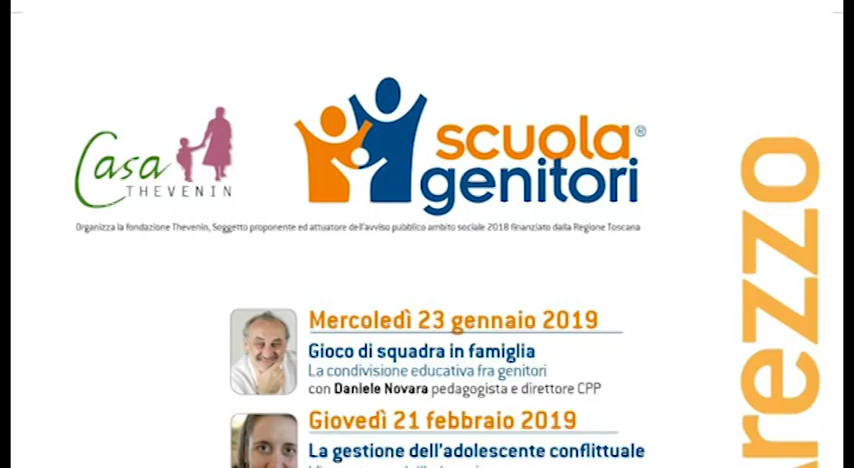 Casa
THEVENIN
scuola®
genitori
Organizza la fondazione Thevenin, Soggetto proponente ed attuatore dell'avviso pubblico ambito sociale 2018 finanziato dalla Regione Toscana
Mercoledì 23 gennaio 2019
Gioco di squadra in famiglia
La condivisione educativa fra genitori
con Daniele Novara pedagogista e direttore CPP
Giovedì 21 febbraio 2019
La gestione dell'adolescente conflittuale
Arezzo